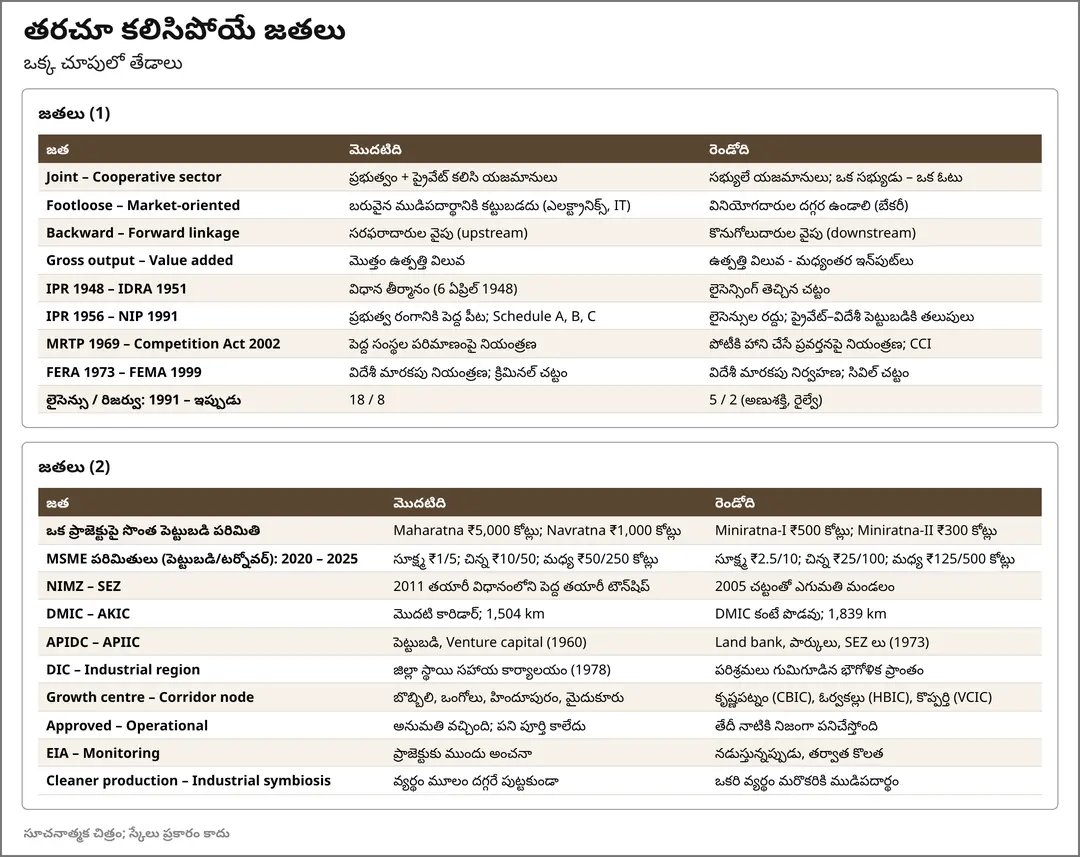 తరచూ కలిసిపోయే జతలు
ఒక్క చూపులో తేడాలు
జతలు (1)
జత మొదటిది రెండోది
Joint – Cooperative sector ప్రభుత్వం + ప్రైవేట్ కలిసి యజమానులు సభ్యులే యజమానులు; ఒక సభ్యుడు – ఒక ఓటు
Footloose – Market-oriented బరువైన ముడిపదార్థానికి కట్టుబడదు (ఎలక్ట్రానిక్స్, IT) వినియోగదారుల దగ్గర ఉండాలి (బేకరీ)
Backward – Forward linkage సరఫరాదారుల వైపు (upstream) కొనుగోలుదారుల వైపు (downstream)
Gross output – Value added మొత్తం ఉత్పత్తి విలువ ఉత్పత్తి విలువ - మధ్యంతర ఇన్‌పుట్‌లు
IPR 1948 – IDRA 1951 విధాన తీర్మానం (6 ఏప్రిల్ 1948) లైసెన్సింగ్ తెచ్చిన చట్టం
IPR 1956 – NIP 1991 ప్రభుత్వ రంగానికి పెద్ద పీట; Schedule A, B, C లైసెన్సుల రద్దు; ప్రైవేట్–విదేశీ పెట్టుబడికి తలుపులు
MRTP 1969 – Competition Act 2002 పెద్ద సంస్థల పరిమాణంపై నియంత్రణ పోటీకి హాని చేసే ప్రవర్తనపై నియంత్రణ; CCI
FERA 1973 – FEMA 1999 విదేశీ మారకపు నియంత్రణ; క్రిమినల్ చట్టం విదేశీ మారకపు నిర్వహణ; సివిల్ చట్టం
లైసెన్సు / రిజర్వు: 1991 – ఇప్పుడు 18 / 8 5 / 2 (అణుశక్తి, రైల్వే)
జతలు (2)
జత మొదటిది రెండోది
ఒక ప్రాజెక్టుపై సొంత పెట్టుబడి పరిమితి Maharatna ₹5,000 కోట్లు; Navratna ₹1,000 కోట్లు Miniratna-I ₹500 కోట్లు; Miniratna-II ₹300 కోట్లు
MSME పరిమితులు (పెట్టుబడి/టర్నోవర్): 2020 – 2025 సూక్ష్మ ₹1/5; చిన్న ₹10/50; మధ్య ₹50/250 కోట్లు సూక్ష్మ ₹2.5/10; చిన్న ₹25/100; మధ్య ₹125/500 కోట్లు
NIMZ – SEZ 2011 తయారీ విధానంలోని పెద్ద తయారీ టౌన్‌షిప్ 2005 చట్టంతో ఎగుమతి మండలం
DMIC – AKIC మొదటి కారిడార్; 1,504 km DMIC కంటే పొడవు; 1,839 km
APIDC – APIIC పెట్టుబడి, Venture capital (1960) Land bank, పార్కులు, SEZ లు (1973)
DIC – Industrial region జిల్లా స్థాయి సహాయ కార్యాలయం (1978) పరిశ్రమలు గుమిగూడిన భౌగోళిక ప్రాంతం
Growth centre – Corridor node బొబ్బిలి, ఒంగోలు, హిందూపురం, మైదుకూరు కృష్ణపట్నం (CBIC), ఓర్వకల్లు (HBIC), కొప్పర్తి (VCIC)
Approved – Operational అనుమతి వచ్చింది; పని పూర్తి కాలేదు తేదీ నాటికి నిజంగా పనిచేస్తోంది
EIA – Monitoring ప్రాజెక్టుకు ముందు అంచనా నడుస్తున్నప్పుడు, తర్వాత కొలత
Cleaner production – Industrial symbiosis వ్యర్థం మూలం దగ్గరే పుట్టకుండా ఒకరి వ్యర్థం మరొకరికి ముడిపదార్థం
సూచనాత్మక చిత్రం; స్కేలు ప్రకారం కాదు